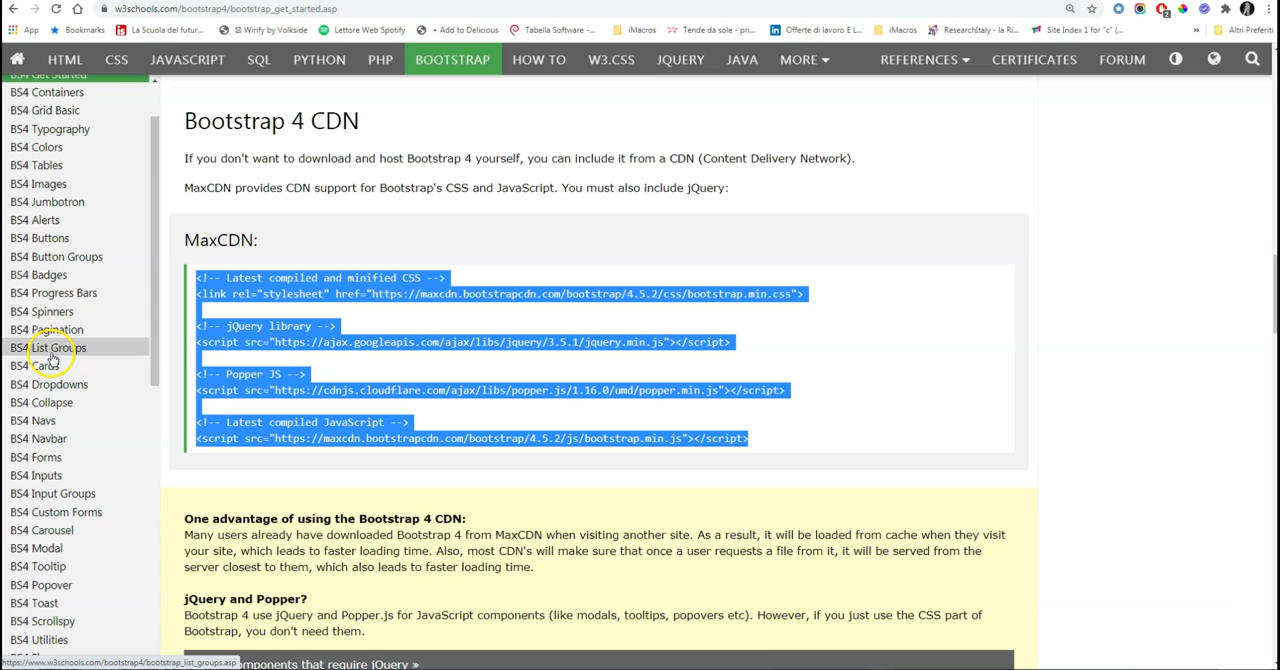 w3schools.com/bootstrap4/bootstrap_get_started.asp
App
Bookmarks
La Scuola del futur...
Wirify by Volkside
Lettore Web Spotify
+ Add to Delicious
Tabella Software -...
iMacros
Tende da sole - pri...
Offerte di lavoro E L...
iMacros
ResearchItaly - la Ri...
Site Index 1 for "c" (...
»
Altri Preferiti
HTML
CSS
JAVASCRIPT
SQL
PYTHON
PHP
BOOTSTRAP
HOW TO
W3.CSS
JQUERY
JAVA
MORE
REFERENCES
CERTIFICATES
FORUM
BS4 Get Started
BS4 Containers
BS4 Grid Basic
BS4 Typography
BS4 Colors
BS4 Tables
BS4 Images
BS4 Jumbotron
BS4 Alerts
BS4 Buttons
BS4 Button Groups
BS4 Badges
BS4 Progress Bars
BS4 Spinners
BS4 Pagination
BS4 List Groups
BS4 Cards
BS4 Dropdowns
BS4 Collapse
BS4 Navs
BS4 Navbar
BS4 Forms
BS4 Inputs
BS4 Input Groups
BS4 Custom Forms
BS4 Carousel
BS4 Modal
BS4 Tooltip
BS4 Popover
BS4 Toast
BS4 Scrollspy
BS4 Utilities
https://www.w3schools.com/bootstrap4/bootstrap_list_groups.asp
Bootstrap 4 CDN
If you don't want to download and host Bootstrap 4 yourself, you can include it from a CDN (Content Delivery Network).
MaxCDN provides CDN support for Bootstrap's CSS and JavaScript. You must also include jQuery:
MaxCDN:
<!-- Latest compiled and minified CSS -->
<link rel="stylesheet" href="https://maxcdn.bootstrapcdn.com/bootstrap/4.5.2/css/bootstrap.min.css">
<!-- jQuery library -->
<script src="https://ajax.googleapis.com/ajax/libs/jquery/3.5.1/jquery.min.js"></script>
<!-- Popper JS -->
<script src="https://cdnjs.cloudflare.com/ajax/libs/popper.js/1.16.0/umd/popper.min.js"></script>
<!-- Latest compiled JavaScript -->
<script src="https://maxcdn.bootstrapcdn.com/bootstrap/4.5.2/js/bootstrap.min.js"></script>
One advantage of using the Bootstrap 4 CDN:
Many users already have downloaded Bootstrap 4 from MaxCDN when visiting another site. As a result, it will be loaded from cache when they visit
your site, which leads to faster loading time. Also, most CDN's will make sure that once a user requests a file from it, it will be served from the
server closest to them, which also leads to faster loading time.
jQuery and Popper?
Bootstrap 4 use jQuery and Popper.js for JavaScript components (like modals, tooltips, popovers etc). However, if you just use the CSS part of
Bootstrap, you don't need them.
omponents that require jQuery »